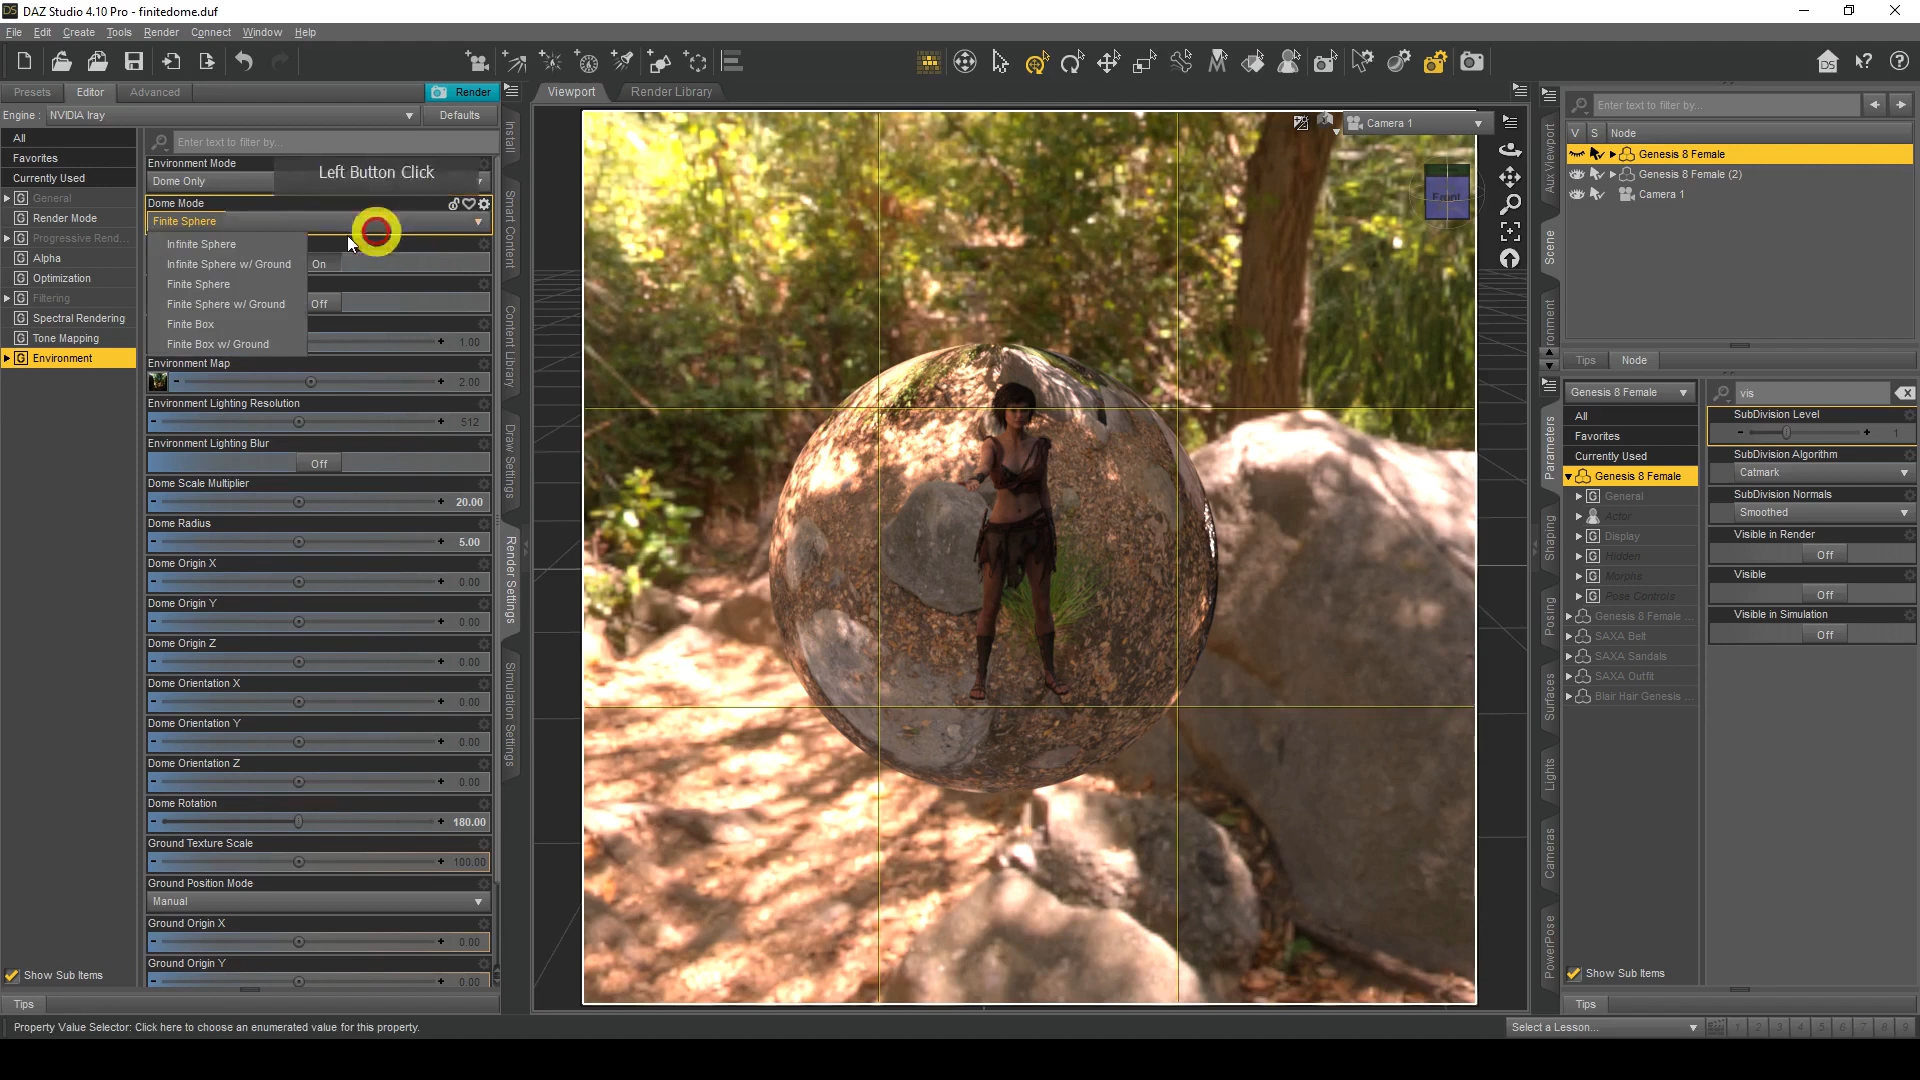 DAZ Studio 4.10 Pro - finitedome.duf
File Edit Create Tools Render Connect Window Help
Presets Editor Advanced Render
Engine : NVIDIA Iray Defaults
All
Favorites
Currently Used
General
Render Mode
Progressive Rend...
Alpha
Optimization
Filtering
Spectral Rendering
Tone Mapping
Environment
Show Sub Items
Tips
Enter text to filter by...
Environment Mode
Dome Only
Left Button Click
Dome Mode
Finite Sphere
Infinite Sphere
Infinite Sphere w/ Ground
On
Finite Sphere
Finite Sphere w/ Ground
Off
Finite Box
Finite Box w/ Ground
1.00
Environment Map
2.00
Environment Lighting Resolution
512
Environment Lighting Blur
Off
Dome Scale Multiplier
20.00
Dome Radius
5.00
Dome Origin X
0.00
Dome Origin Y
0.00
Dome Origin Z
0.00
Dome Orientation X
0.00
Dome Orientation Y
0.00
Dome Orientation Z
0.00
Dome Rotation
180.00
Ground Texture Scale
100.00
Ground Position Mode
Manual
Ground Origin X
0.00
Ground Origin Y
0.00
Install
Smart Content
Content Library
Draw Settings
Render Settings
Simulation Settings
Viewport Render Library
Camera 1
Front
Aux Viewport
Scene
Environment
Enter text to filter by...
V S Node
Genesis 8 Female
Genesis 8 Female (2)
Camera 1
Tips Node
Parameters
Shaping
Posing
Surfaces
Lights
Cameras
PowerPose
Genesis 8 Female
All
Favorites
Currently Used
Genesis 8 Female
General
Actor
Display
Hidden
Morphs
Pose Controls
Genesis 8 Female ...
SAXA Belt
SAXA Sandals
SAXA Outfit
Blair Hair Genesis ...
Show Sub Items
vis
SubDivision Level
1
SubDivision Algorithm
Catmark
SubDivision Normals
Smoothed
Visible in Render
Off
Visible
Off
Visible in Simulation
Off
Tips
Property Value Selector: Click here to choose an enumerated value for this property.
Select a Lesson...
1 2 3 4 5 6 7 8 9